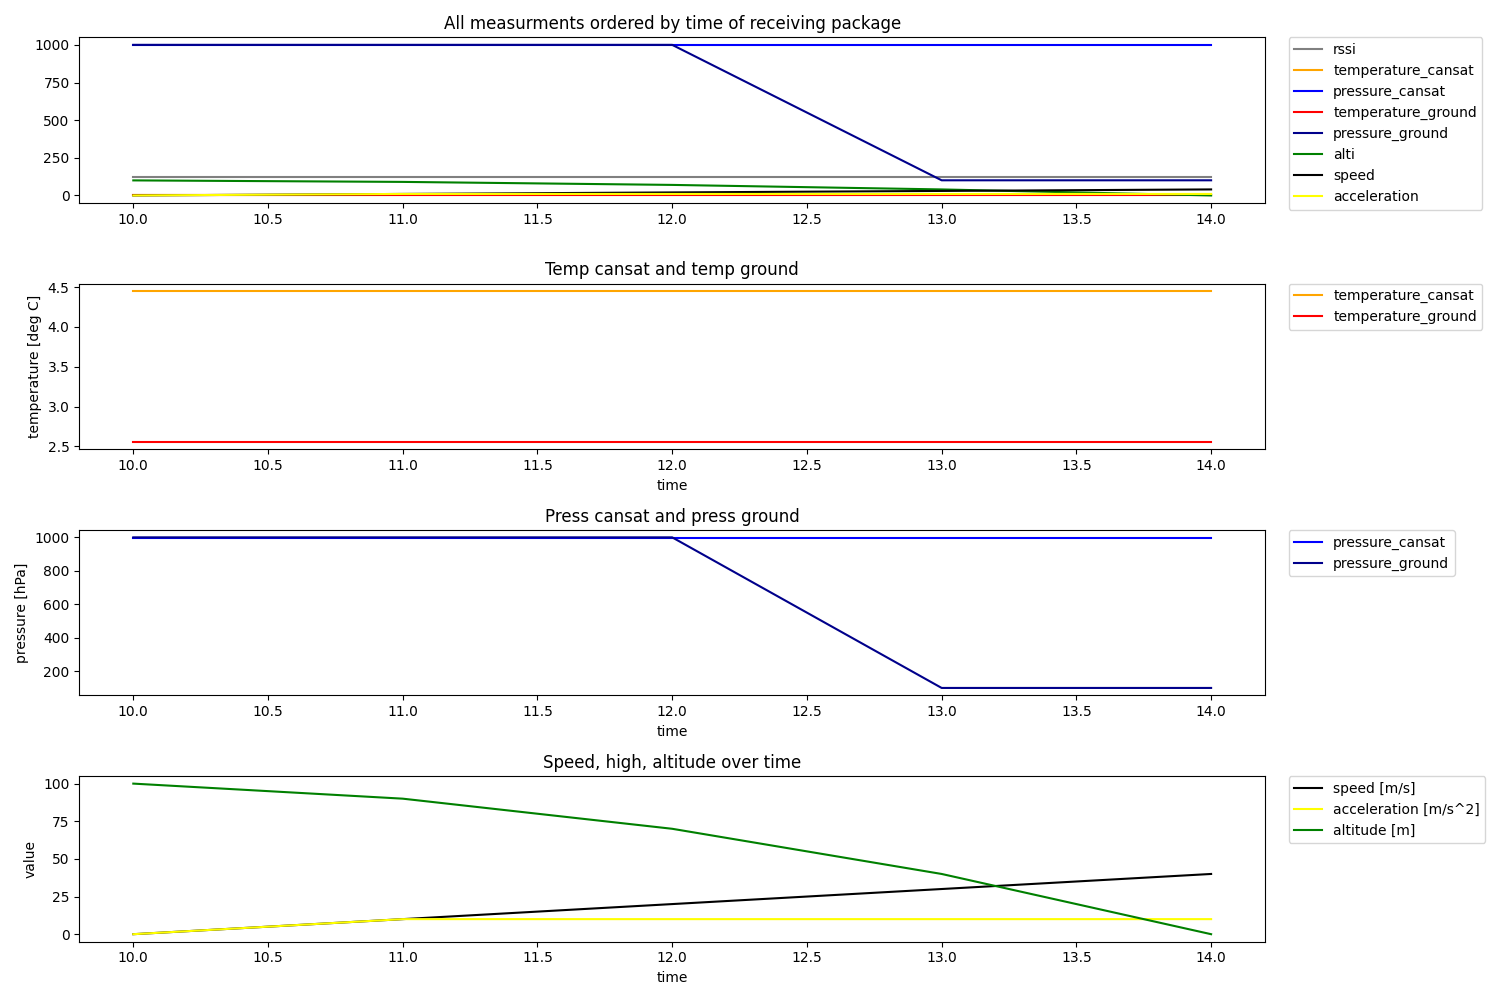 All measurments ordered by time of receiving package
1000
750
500
250
0
10.0 10.5 11.0 11.5 12.0 12.5 13.0 13.5 14.0
rssi
temperature_cansat
pressure_cansat
temperature_ground
pressure_ground
alti
speed
acceleration
Temp cansat and temp ground
temperature [deg C]
4.5
4.0
3.5
3.0
2.5
10.0 10.5 11.0 11.5 12.0 12.5 13.0 13.5 14.0
time
temperature_cansat
temperature_ground
Press cansat and press ground
pressure [hPa]
1000
800
600
400
200
10.0 10.5 11.0 11.5 12.0 12.5 13.0 13.5 14.0
time
pressure_cansat
pressure_ground
Speed, high, altitude over time
value
100
75
50
25
0
10.0 10.5 11.0 11.5 12.0 12.5 13.0 13.5 14.0
time
speed [m/s]
acceleration [m/s^2]
altitude [m]